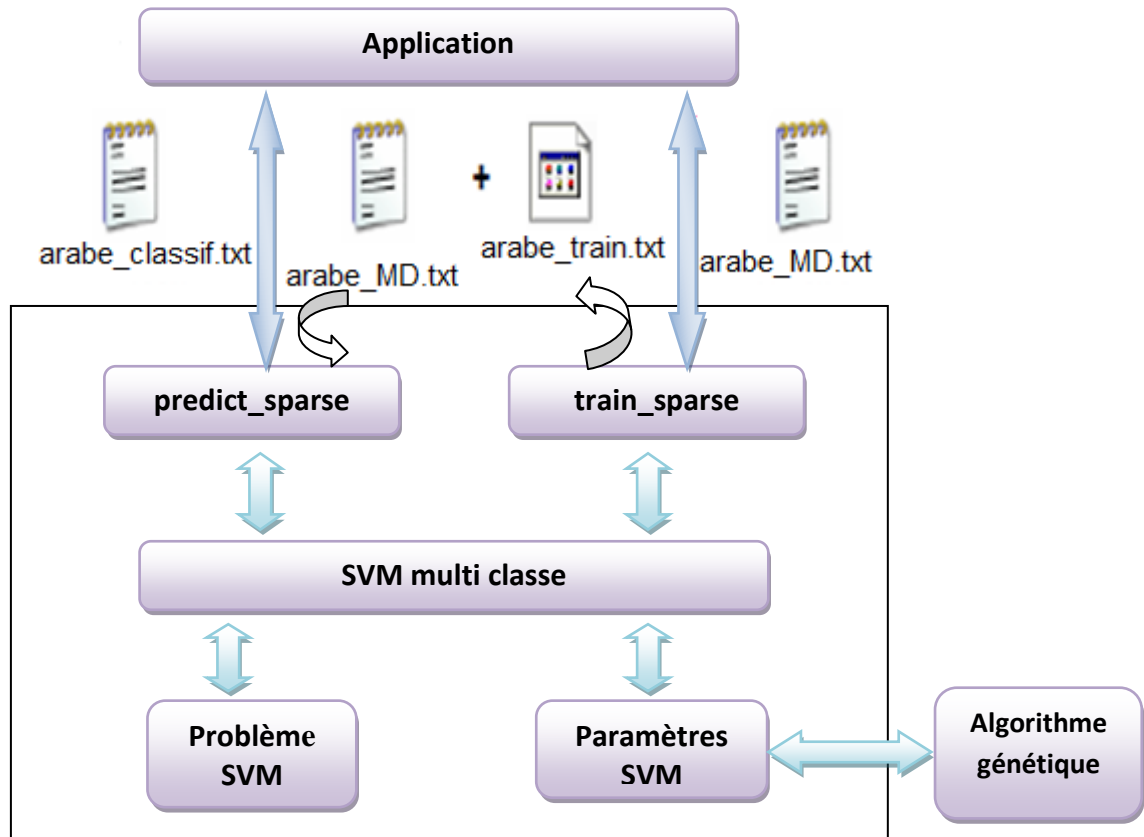 Application
+
arabe_classif.txt
arabe_MD.txt
arabe_train.txt
arabe_MD.txt
predict_sparse
train_sparse
SVM multi classe
Problème
SVM
Paramètres
SVM
Algorithme
génétique